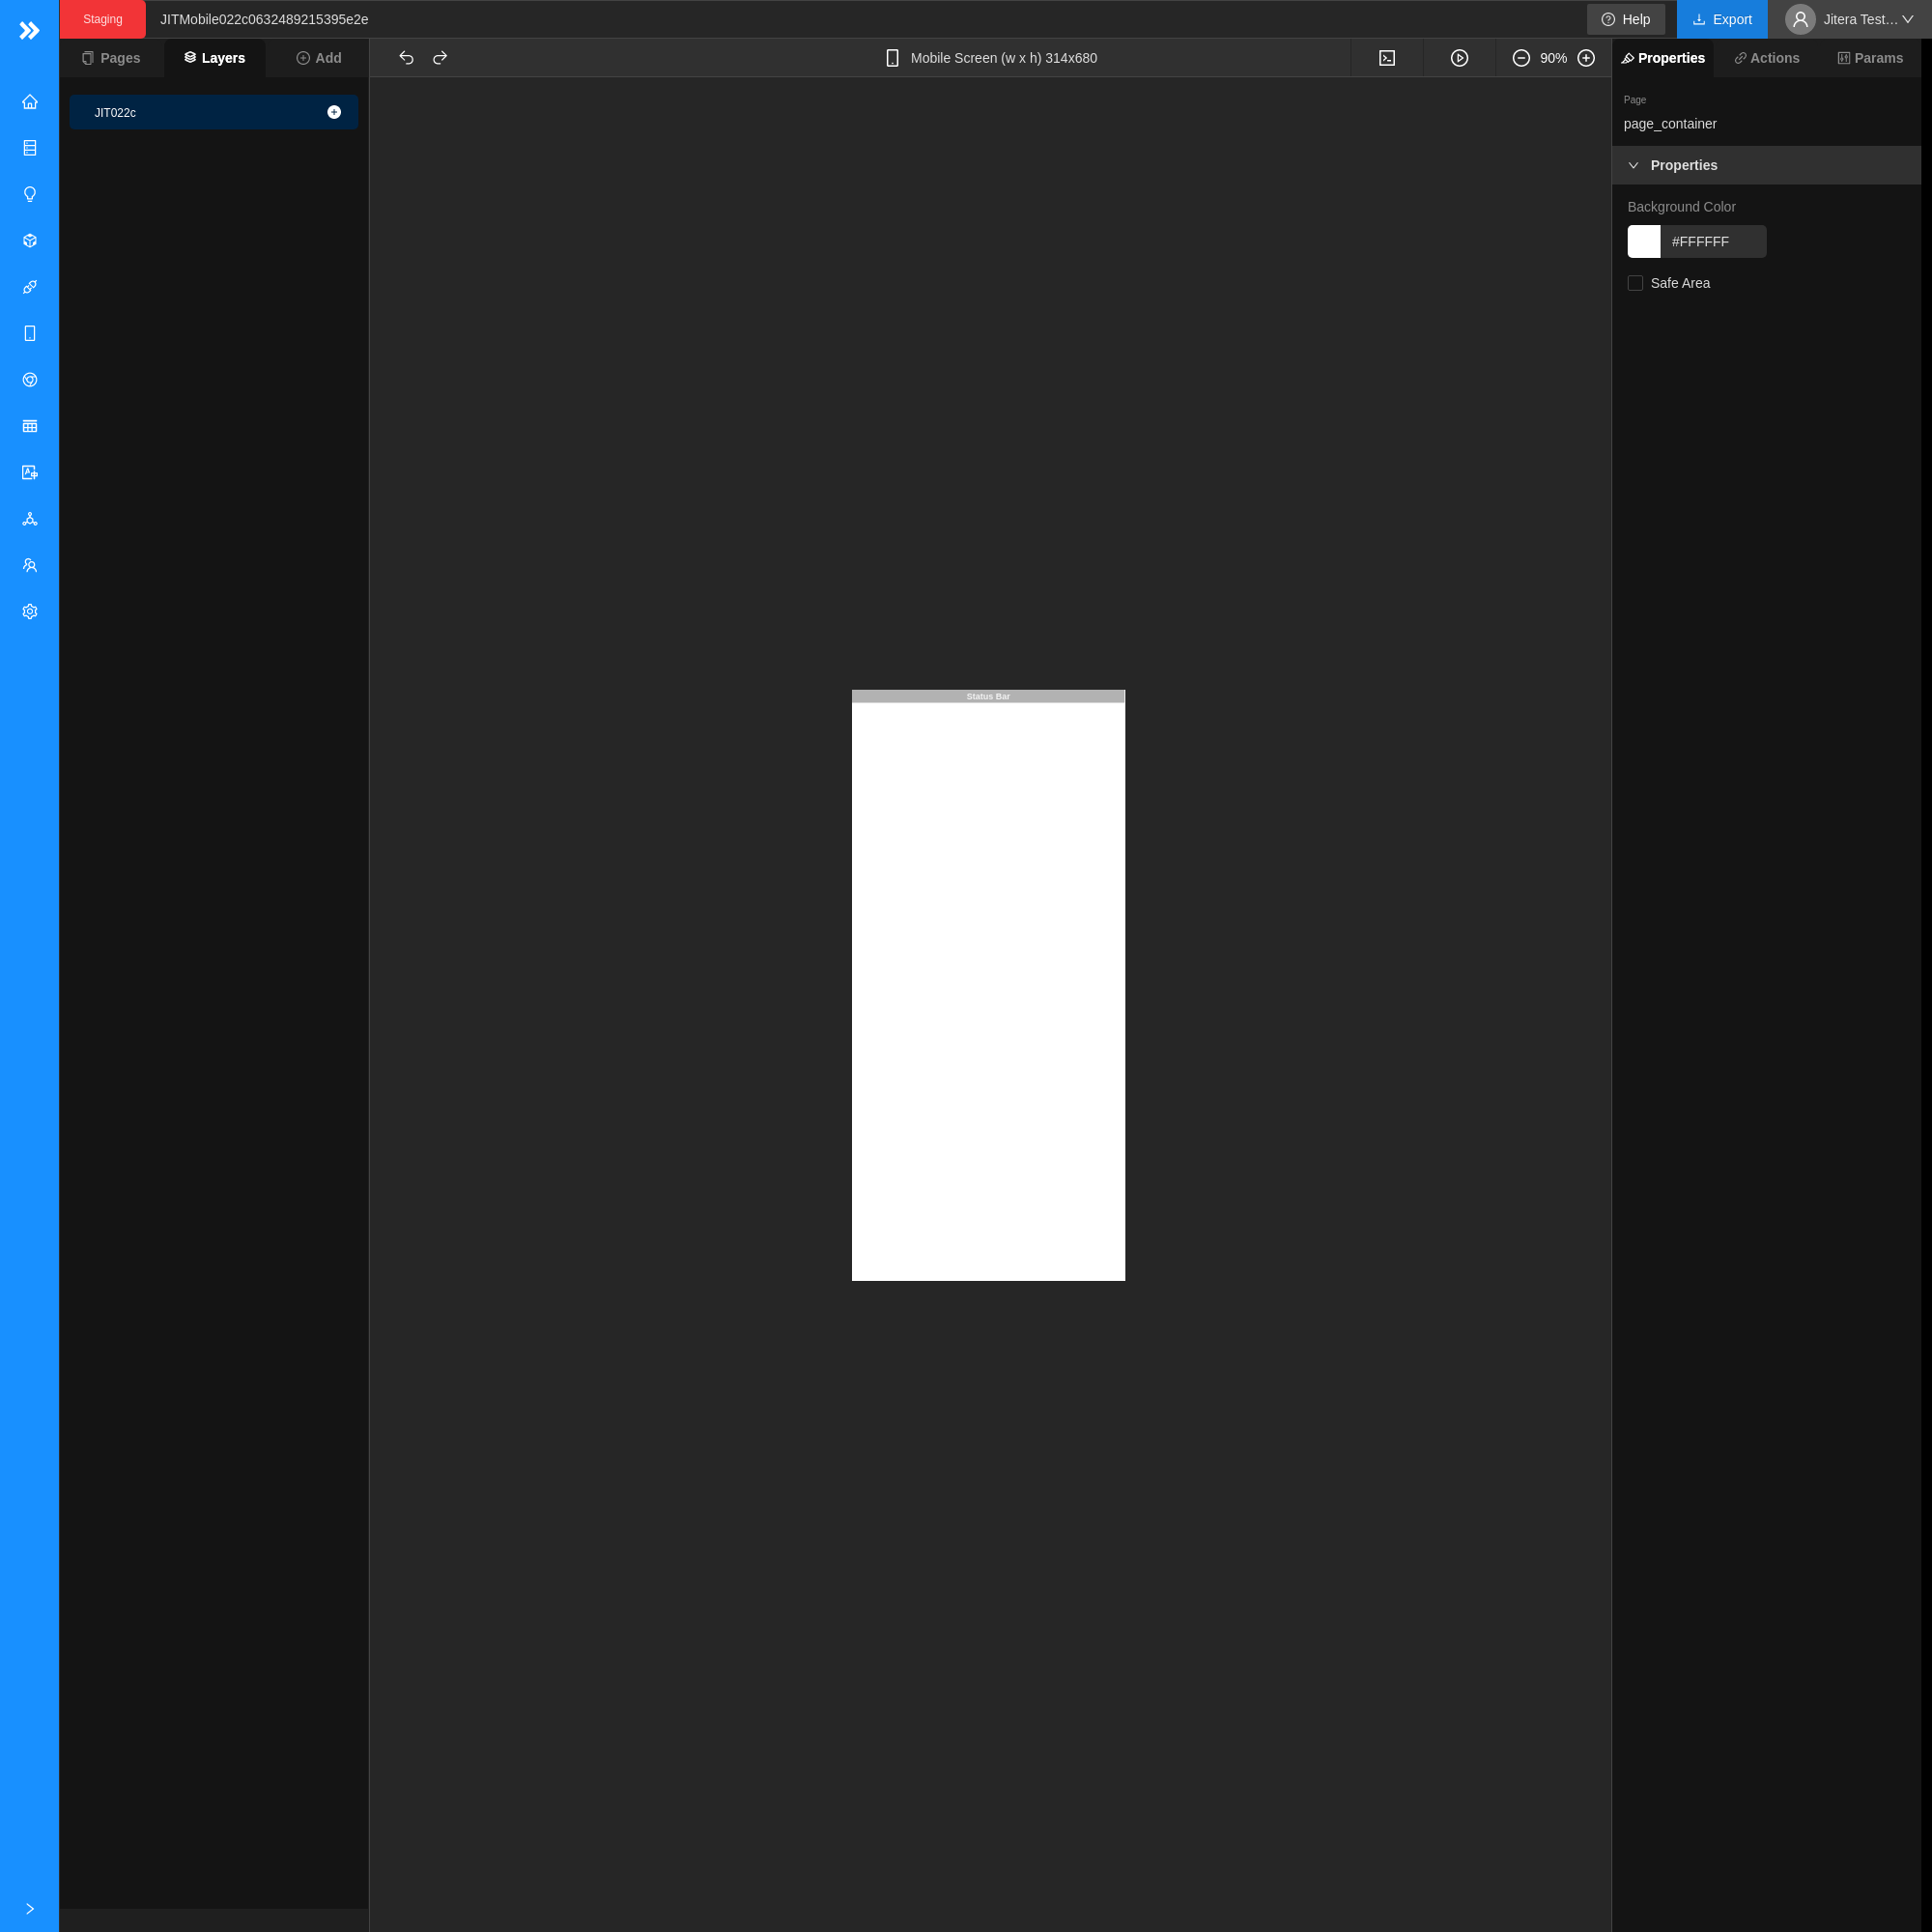 Staging
JITMobile022c0632489215395e2e
Help
Export
Jitera Test...
Pages
Layers
Add
Mobile Screen (w x h) 314x680
90%
Properties
Actions
Params
JIT022c
Page
page_container
Properties
Background Color
#FFFFFF
Safe Area
Status Bar